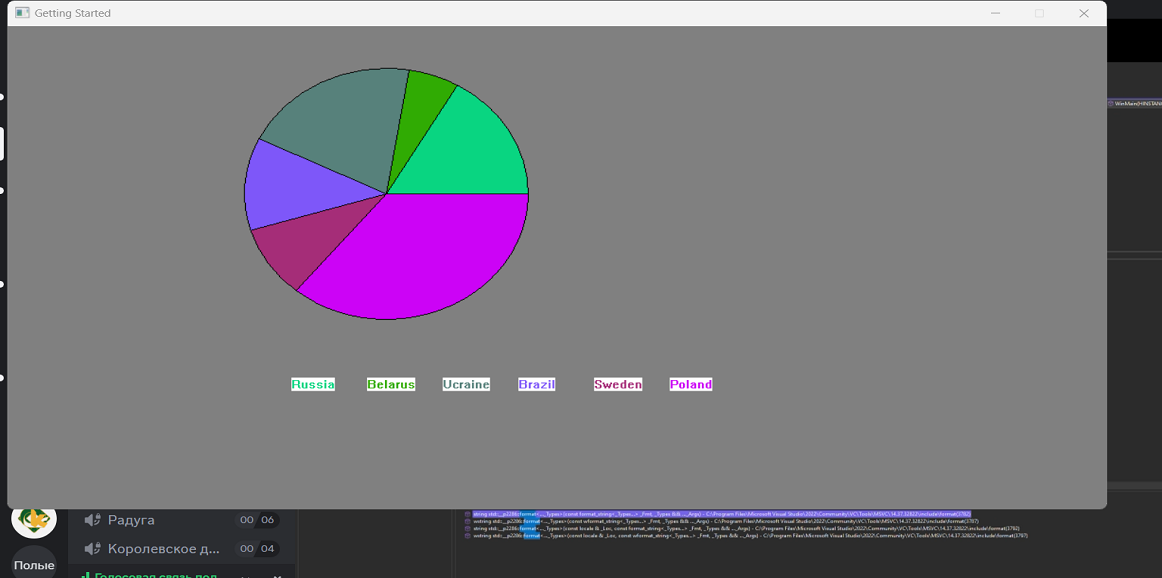 Getting Started
WinMain(HINSTAN
Russia Belarus Ucraine Brazil Sweden Poland
Радуга 00 06
Королевское д... 00 04
Полые
Голосовая связь под
string std::__p2286::format<..._Types> (const format_string<_Types...> _Fmt, _Types && ..._Args) - C:\Program Files\Microsoft Visual Studio\2022\Community\VC\Tools\MSVC\14.37.32822\include\format(3762)
wstring std::__p2286::format<..._Types> (const wformat_string<_Types...> _Fmt, _Types && ..._Args) - C:\Program Files\Microsoft Visual Studio\2022\Community\VC\Tools\MSVC\14.37.32822\include\format(3767)
string std::__p2286::format<..._Types> (const locale & _Loc, const format_string<_Types...> _Fmt, _Types && ..._Args) - C:\Program Files\Microsoft Visual Studio\2022\Community\VC\Tools\MSVC\14.37.32822\include\format(3782)
wstring std::__p2286::format<..._Types> (const locale & _Loc, const wformat_string<_Types...> _Fmt, _Types && ..._Args) - C:\Program Files\Microsoft Visual Studio\2022\Community\VC\Tools\MSVC\14.37.32822\include\format(3787)